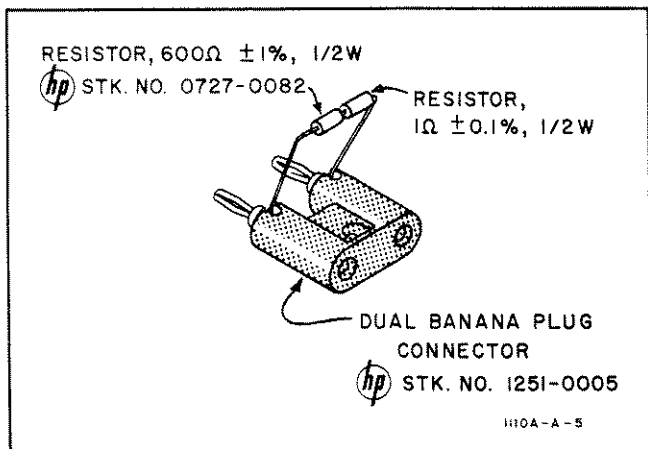 RESISTOR, 600Ω ±1%, 1/2W
hp STK. NO. 0727-0082
RESISTOR,
1Ω ±0.1%, 1/2W
DUAL BANANA PLUG
CONNECTOR
hp STK. NO. 1251-0005
1110A-A-5